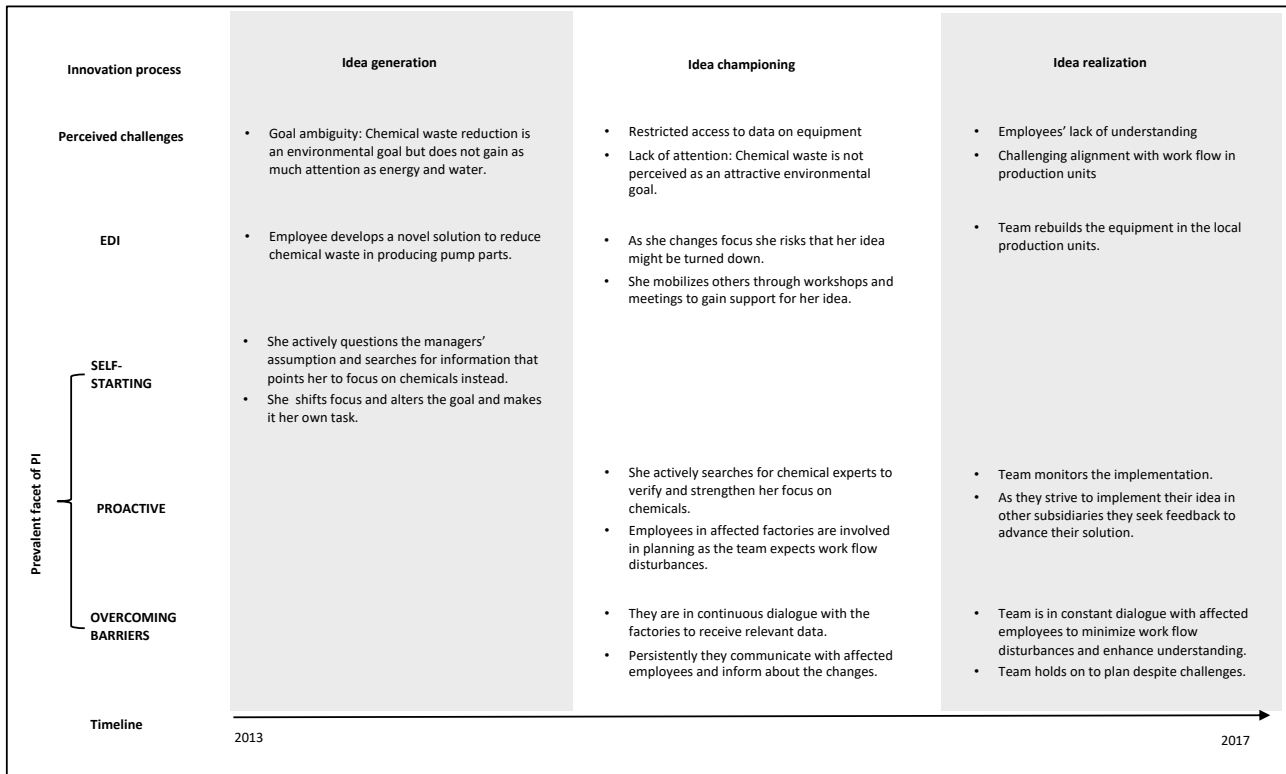 Innovation process
Idea generation
Idea championing
Idea realization
Perceived challenges
• Goal ambiguity: Chemical waste reduction is
an environmental goal but does not gain as
much attention as energy and water.
• Restricted access to data on equipment
• Lack of attention: Chemical waste is not
perceived as an attractive environmental
goal.
• Employees' lack of understanding
• Challenging alignment with work flow in
production units
EDI
• Employee develops a novel solution to reduce
chemical waste in producing pump parts.
• As she changes focus she risks that her idea
might be turned down.
• She mobilizes others through workshops and
meetings to gain support for her idea.
• Team rebuilds the equipment in the local
production units.
Prevalent facet of PI
SELF-
STARTING
• She actively questions the managers'
assumption and searches for information that
points her to focus on chemicals instead.
• She shifts focus and alters the goal and makes
it her own task.
PROACTIVE
• She actively searches for chemical experts to
verify and strengthen her focus on
chemicals.
• Employees in affected factories are involved
in planning as the team expects work flow
disturbances.
• Team monitors the implementation.
• As they strive to implement their idea in
other subsidiaries they seek feedback to
advance their solution.
OVERCOMING
BARRIERS
• They are in continuous dialogue with the
factories to receive relevant data.
• Persistently they communicate with affected
employees and inform about the changes.
• Team is in constant dialogue with affected
employees to minimize work flow
disturbances and enhance understanding.
• Team holds on to plan despite challenges.
Timeline
2013
2017